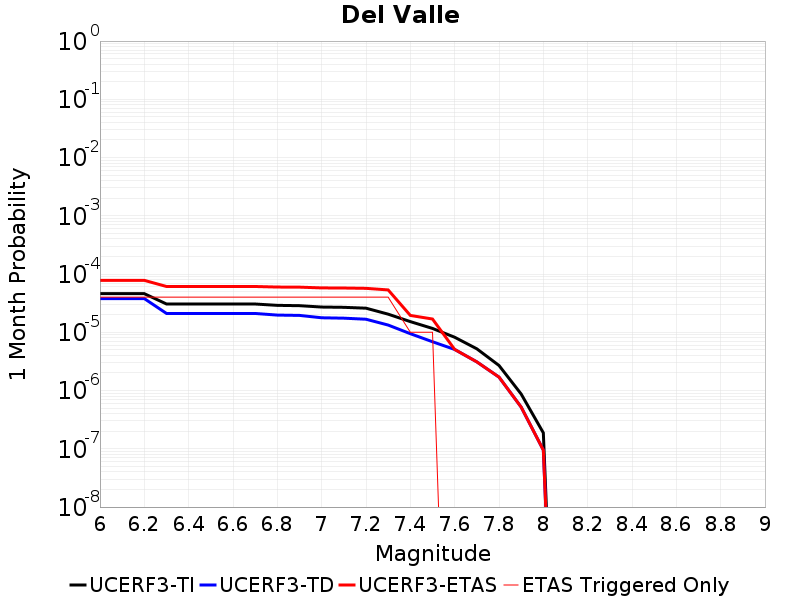 Del Valle
1 Month Probability
10^0
10^-1
10^-2
10^-3
10^-4
10^-5
10^-6
10^-7
10^-8
6 6.2 6.4 6.6 6.8 7 7.2 7.4 7.6 7.8 8 8.2 8.4 8.6 8.8 9
Magnitude
UCERF3-TI UCERF3-TD UCERF3-ETAS ETAS Triggered Only